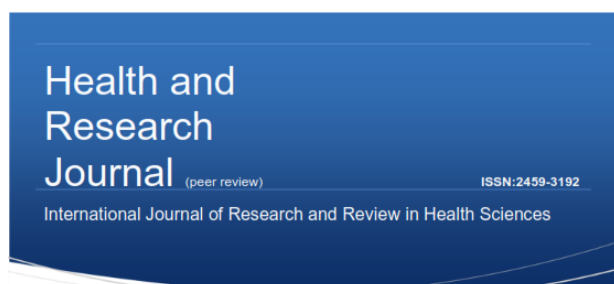 Health and
Research
Journal (peer review) ISSN:2459-3192
International Journal of Research and Review in Health Sciences